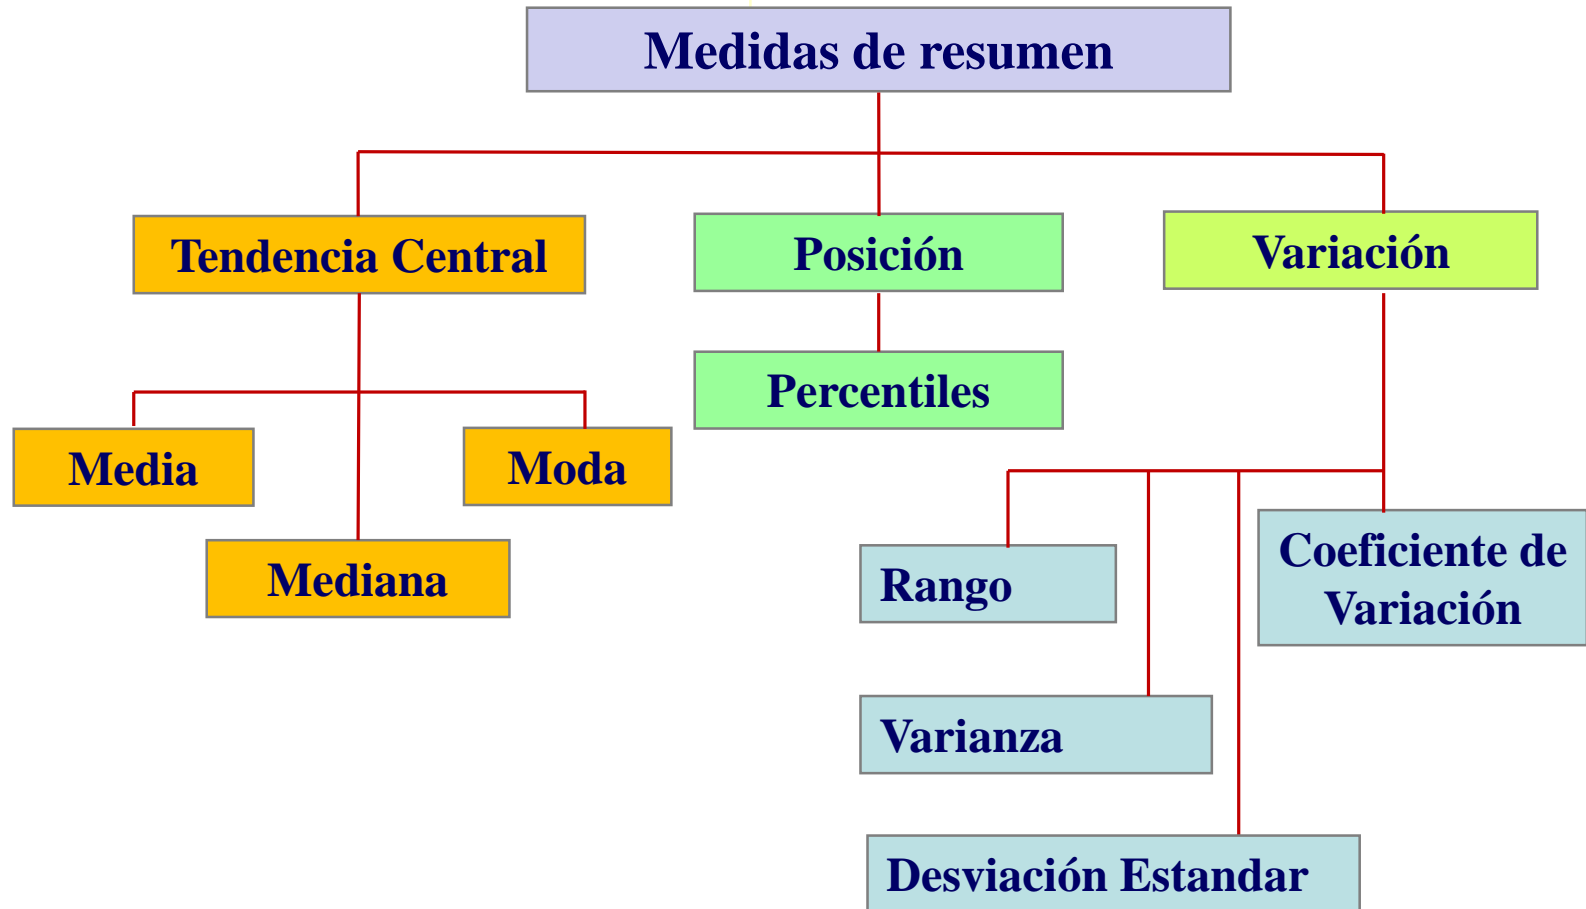 Medidas de resumen
Tendencia Central
Posición
Variación
Percentiles
Media
Moda
Mediana
Rango
Coeficiente de
Variación
Varianza
Desviación Estandar